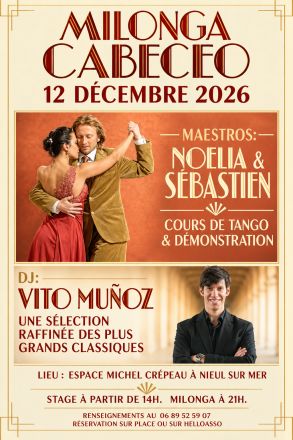 MILONGA
CABECEO
12 DÉCEMBRE 2026
MAESTROS:
NOELIA &
SÉBASTIEN
COURS DE TANGO
& DÉMONSTRATION
DJ:
VITO MUÑOZ
UNE SÉLECTION
RAFFINÉE DES PLUS
GRANDS CLASSIQUES
LIEU : ESPACE MICHEL CRÉPEAU À NIEUL SUR MER
STAGE À PARTIR DE 14H. MILONGA À 21H.
RENSEIGNEMENTS AU 06 89 52 59 07
RÉSERVATION SUR PLACE OU SUR HELLOASSO